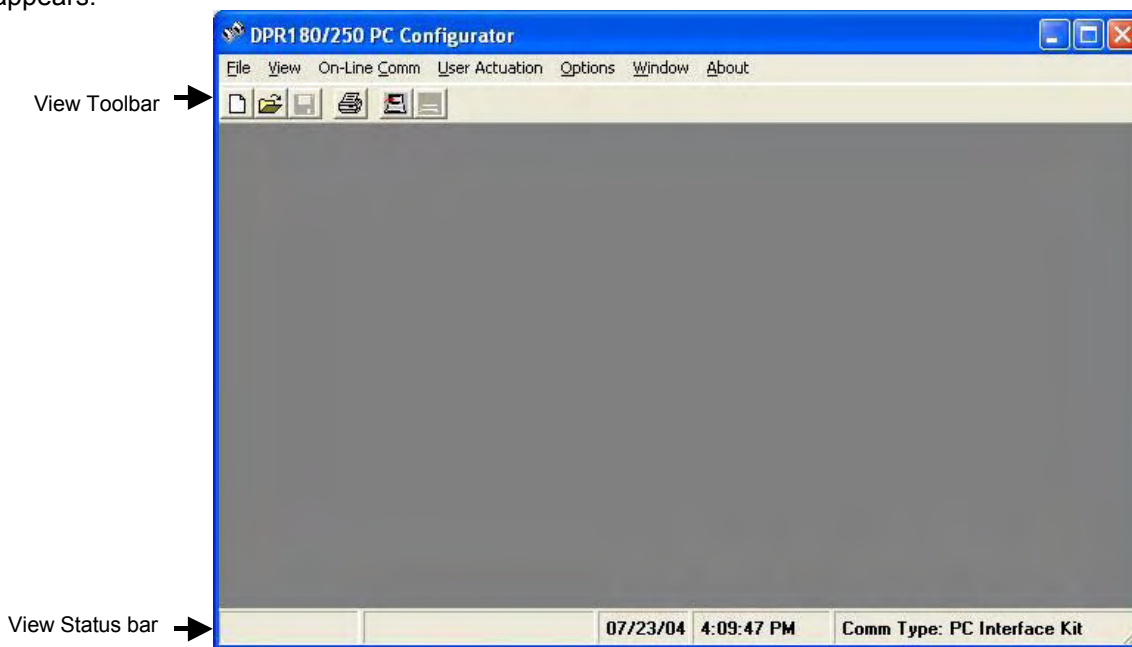 appears.
DPR180/250 PC Configurator
File View On-Line Comm User Actuation Options Window About
View Toolbar
View Status bar
07/23/04 4:09:47 PM Comm Type: PC Interface Kit